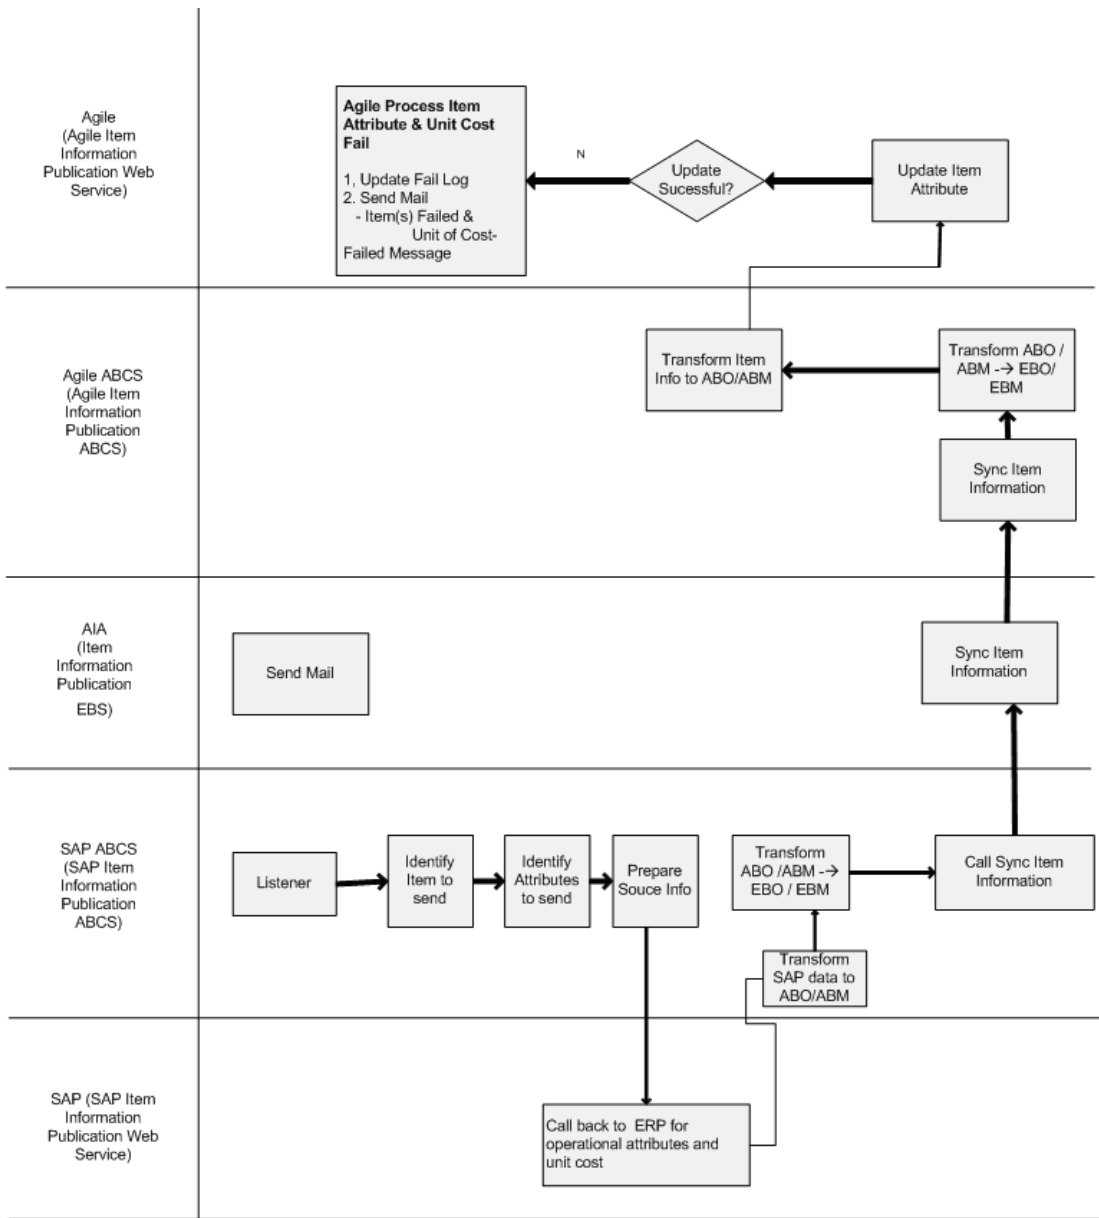 Agile
(Agile Item
Information
Publication Web
Service)
Agile Process Item
Attribute & Unit Cost
Fail
1, Update Fail Log
2. Send Mail
- Item(s) Failed &
Unit of Cost-
Failed Message
N
Update
Sucessful?
Update Item
Attribute
Agile ABCS
(Agile Item
Information
Publication
ABCS)
Transform Item
Info to ABO/ABM
Transform ABO /
ABM --> EBO/
EBM
Sync Item
Information
AIA
(Item
Information
Publication
EBS)
Send Mail
Sync Item
Information
SAP ABCS
(SAP Item
Information
Publication
ABCS)
Listener
Identify
Item to
send
Identify
Attributes
to send
Prepare
Souce Info
Transform
ABO /ABM --→
EBO / EBM
Call Sync Item
Information
Transform
SAP data to
ABO/ABM
SAP (SAP Item
Information
Publication Web
Service)
Call back to  ERP for
operational attributes and
unit cost